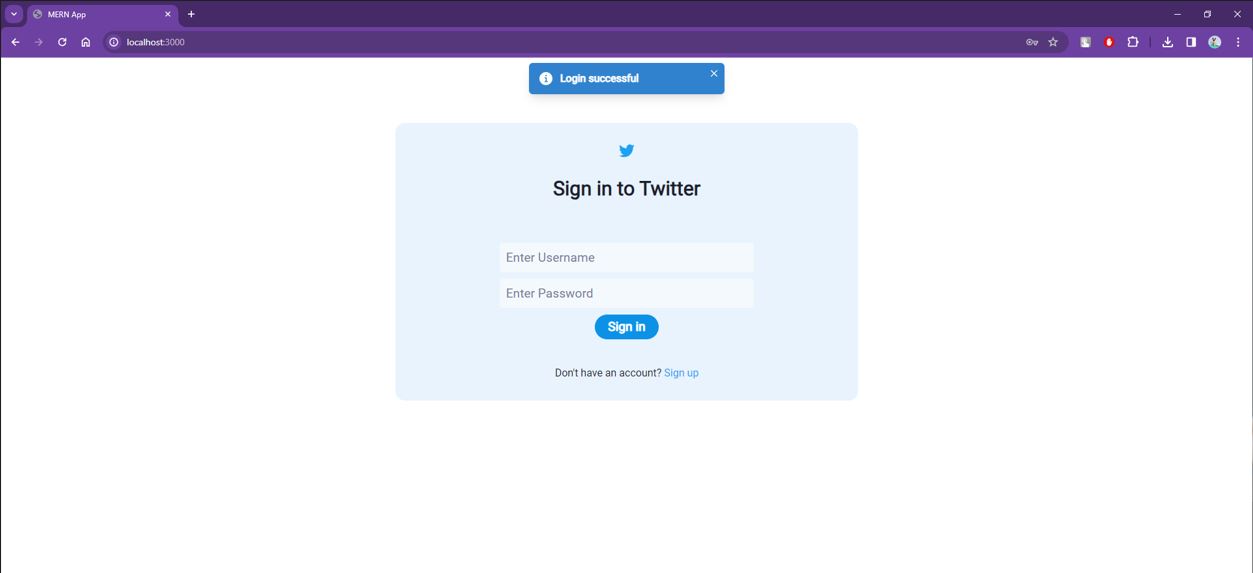 MERN App
localhost:3000
Login successful
Sign in to Twitter
Enter Username
Enter Password
Sign in
Don't have an account? Sign up